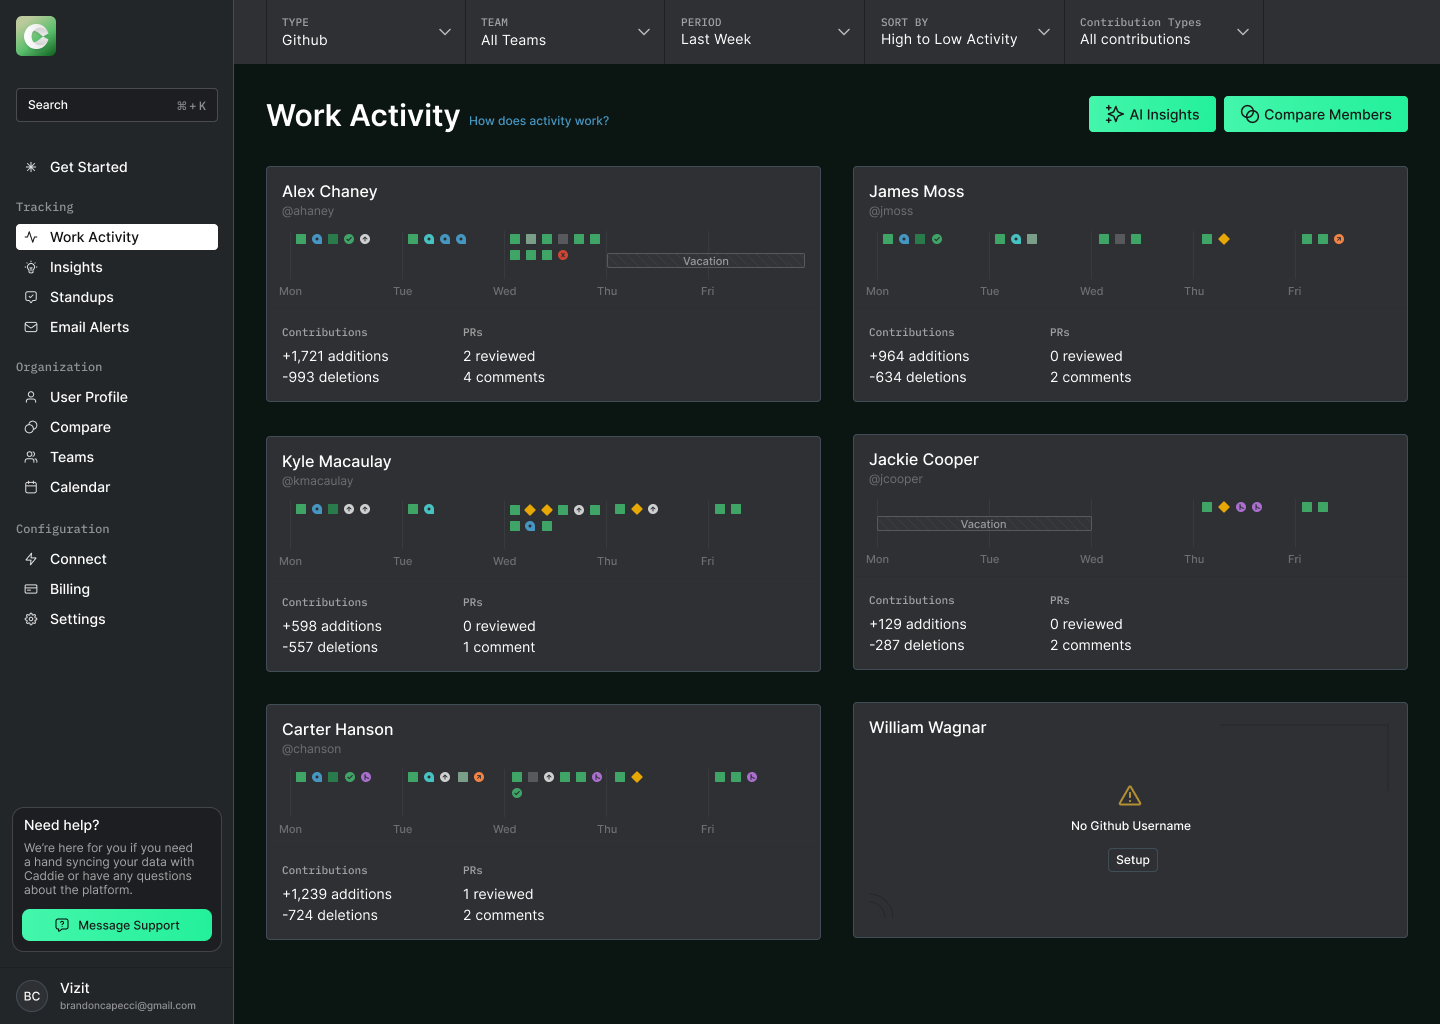 TYPE
Github
TEAM
All Teams
PERIOD
Last Week
SORT BY
High to Low Activity
Contribution Types
All contributions
Search
⌘ + K
Get Started
Tracking
Work Activity
Insights
Standups
Email Alerts
Organization
User Profile
Compare
Teams
Calendar
Configuration
Connect
Billing
Settings
Need help?
We're here for you if you need
a hand syncing your data with
Caddie or have any questions
about the platform.
Message Support
BC
Vizit
brandoncapecci@gmail.com
Work Activity
How does activity work?
AI Insights
Compare Members
Alex Chaney
@ahaney
Vacation
Mon Tue Wed Thu Fri
Contributions PRs
+1,721 additions 2 reviewed
-993 deletions 4 comments
James Moss
@jmoss
Mon Tue Wed Thu Fri
Contributions PRs
+964 additions 0 reviewed
-634 deletions 2 comments
Kyle Macaulay
@kmacaulay
Mon Tue Wed Thu Fri
Contributions PRs
+598 additions 0 reviewed
-557 deletions 1 comment
Jackie Cooper
@jcooper
Vacation
Mon Tue Wed Thu Fri
Contributions PRs
+129 additions 0 reviewed
-287 deletions 2 comments
Carter Hanson
@chanson
Mon Tue Wed Thu Fri
Contributions PRs
+1,239 additions 1 reviewed
-724 deletions 2 comments
William Wagnar
No Github Username
Setup